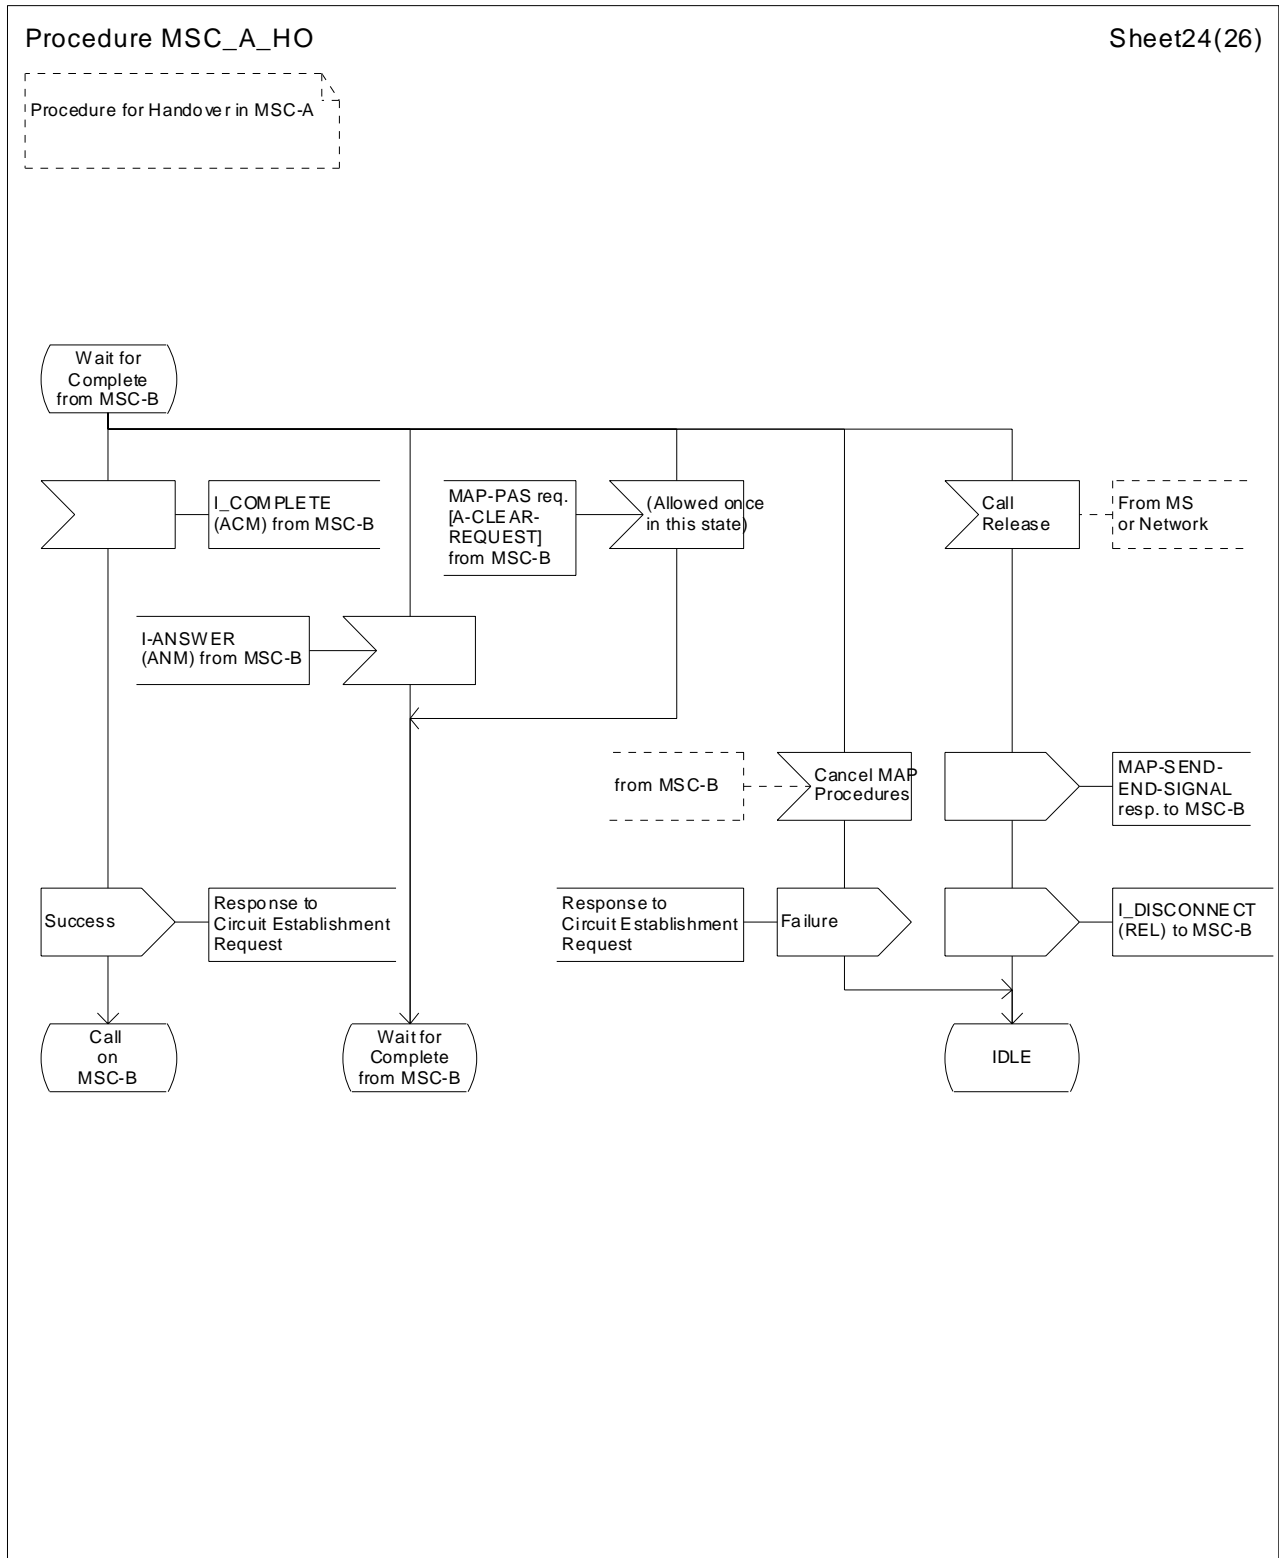 Procedure MSC_A_HO
Sheet24(26)
Procedure for Handover in MSC-A
Wait for
Complete
from MSC-B
I_COMPLETE
(ACM) from MSC-B
MAP-PAS req.
[A-CLEAR-
REQUEST]
from MSC-B
(Allowed once
in this state)
Call
Release
From MS
or Network
I-ANSWER
(ANM) from MSC-B
from MSC-B
Cancel MAP
Procedures
MAP-SEND-
END-SIGNAL
resp. to MSC-B
Success
Response to
Circuit Establishment
Request
Response to
Circuit Establishment
Request
Failure
I_DISCONNECT
(REL) to MSC-B
Call
on
MSC-B
Wait for
Complete
from MSC-B
IDLE